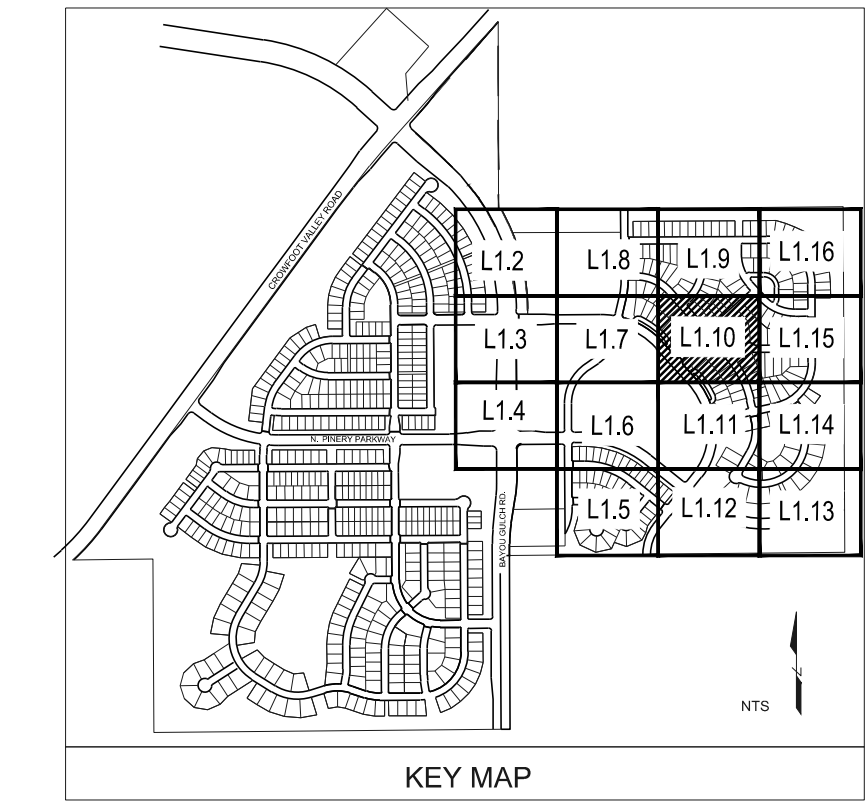 CROWFOOT VALLEY ROAD
L1.2
L1.8
L1.9
L1.16
L1.3
L1.7
L1.10
L1.15
L1.4
L1.6
L1.11
L1.14
N. PINERY PARKWAY
L1.5
L1.12
L1.13
BAYOU GULCH RD.
N
NTS
KEY MAP